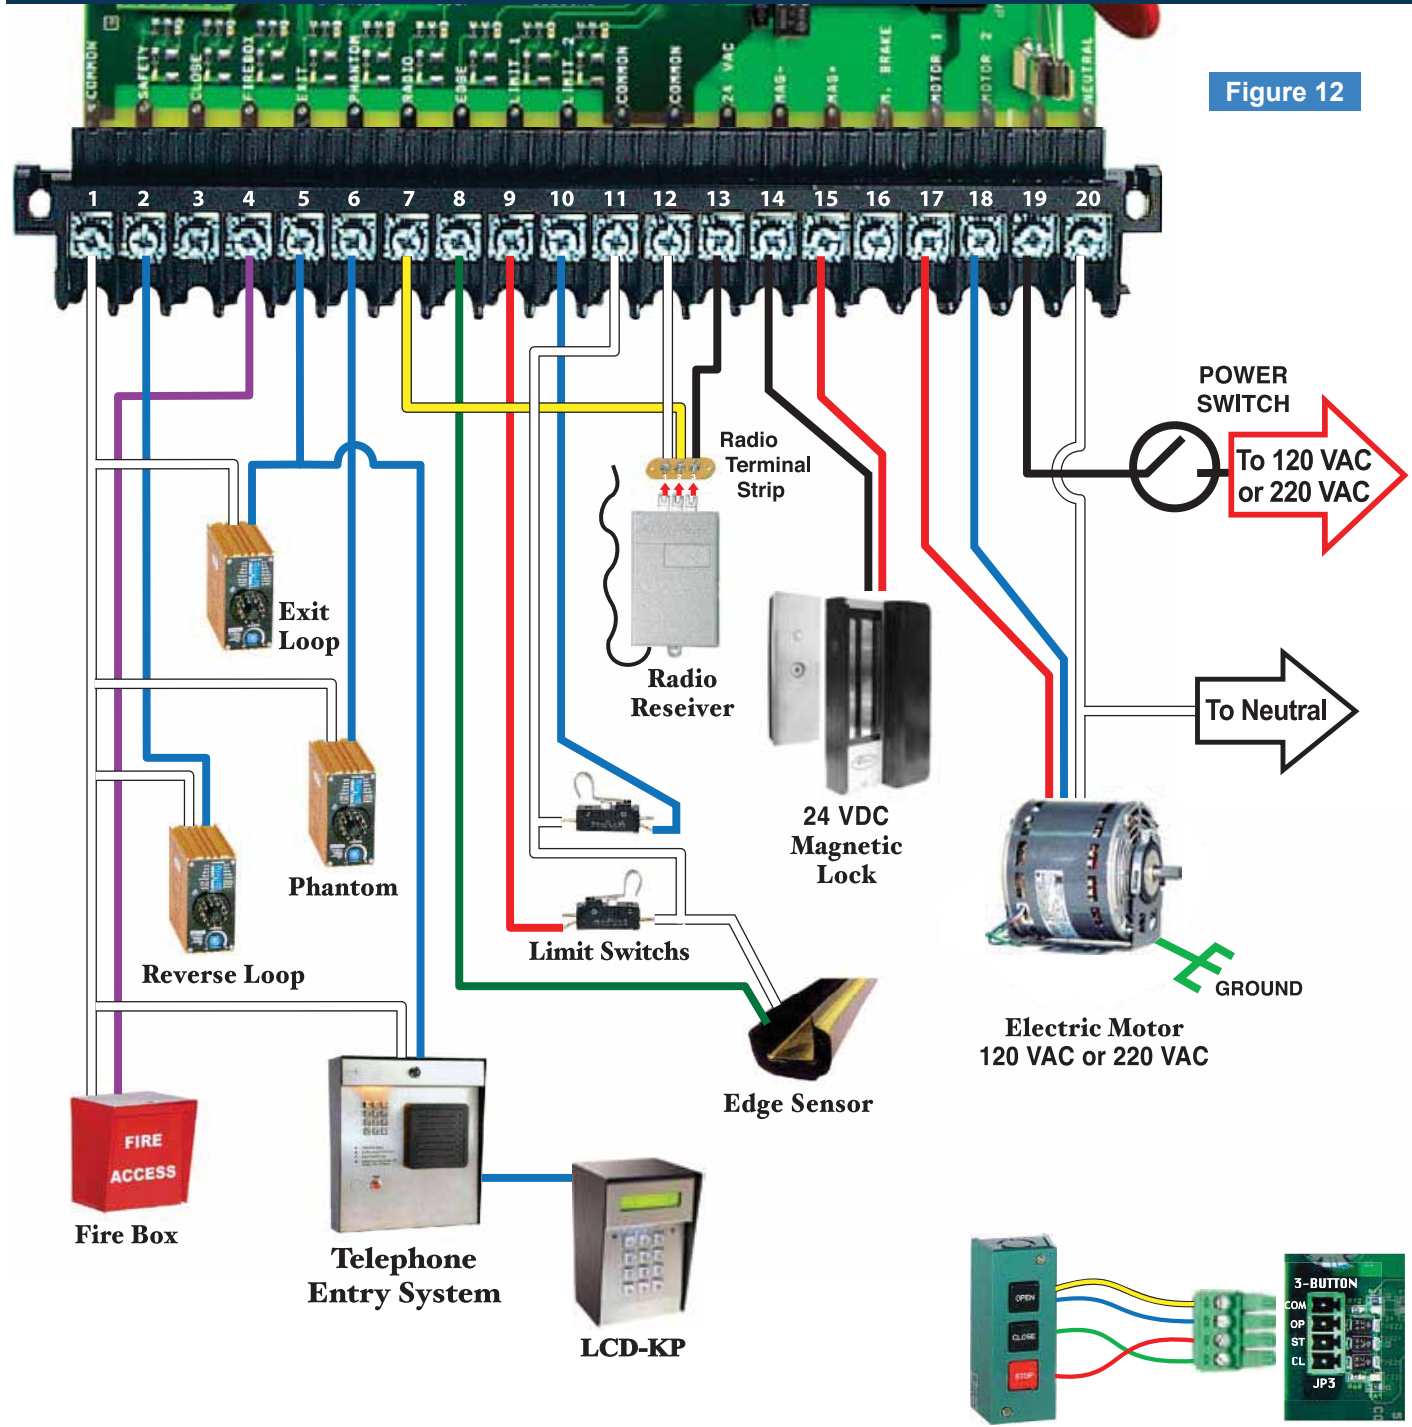 COMMON
SAFETY
CLOSE
FIREBOX
EXIT
PHANTOM
RADIO
EDGE
LIMIT 1
LIMIT 2
COMMON
COMMON
24 VAC
MAG-
MAG+
M. BRAKE
MOTOR 1
MOTOR 2
NEUTRAL
Figure 12
1 2 3 4 5 6 7 8 9 10 11 12 13 14 15 16 17 18 19 20
POWER
SWITCH
To 120 VAC
or 220 VAC
Radio
Terminal
Strip
Exit
Loop
Radio
Reseiver
To Neutral
24 VDC
Magnetic
Lock
Phantom
Limit Switchs
Reverse Loop
GROUND
Electric Motor
120 VAC or 220 VAC
Edge Sensor
FIRE
ACCESS
Fire Box
Telephone
Entry System
LCD-KP
OPEN
CLOSE
STOP
3-BUTTON
COM
OP
ST
CL
JP3